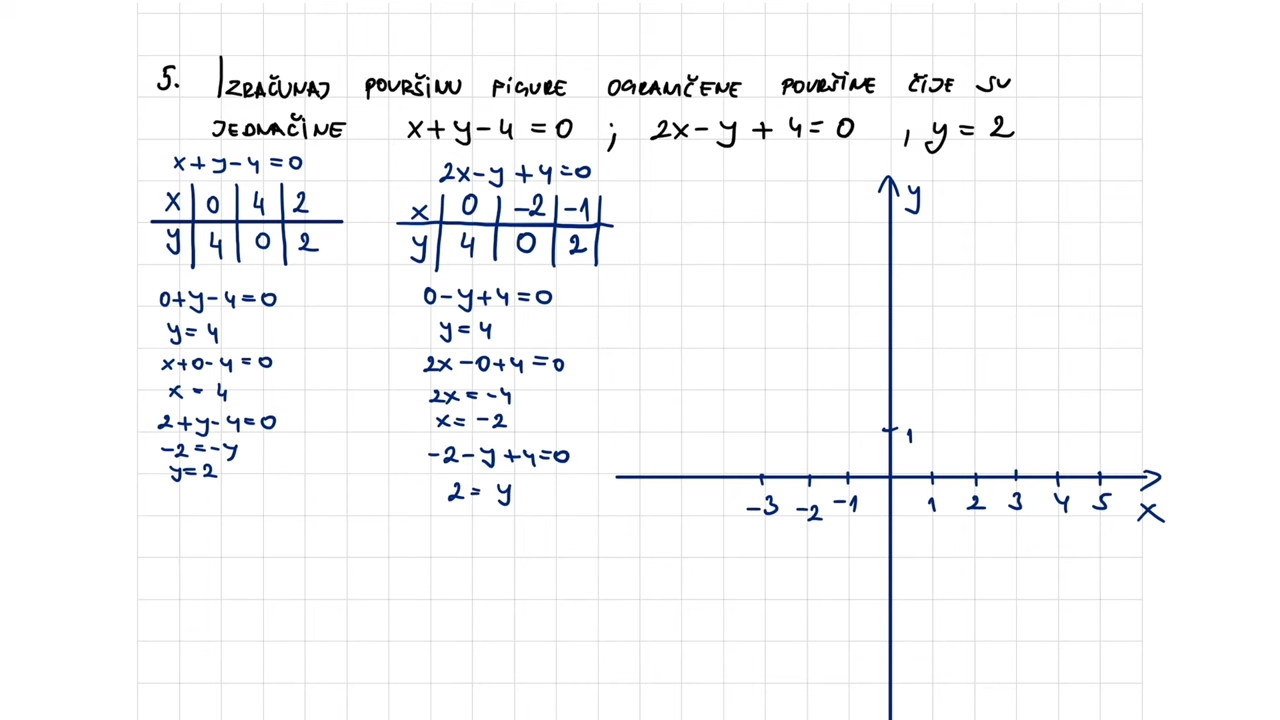 5. IZRAČUNAJ POVRŠINU FIGURE OGRANIČENE POVRŠINE ČIJE SU
JEDNAČINE x+y-4=0 ; 2x-y+4=0 , y=2
x+y-4=0
x | 0 | 4 | 2
y | 4 | 0 | 2
0+y-4=0
y=4
x+0-4=0
x = 4
2+y-4=0
-2=-y
y=2
2x-y+4=0
x | 0 | -2 | -1 |
y | 4 | 0 | 2 |
0-y+4=0
y=4
2x-0+4=0
2x=-4
x=-2
-2-y+4=0
2=y
y
1
-3 -2 -1 1 2 3 4 5
x